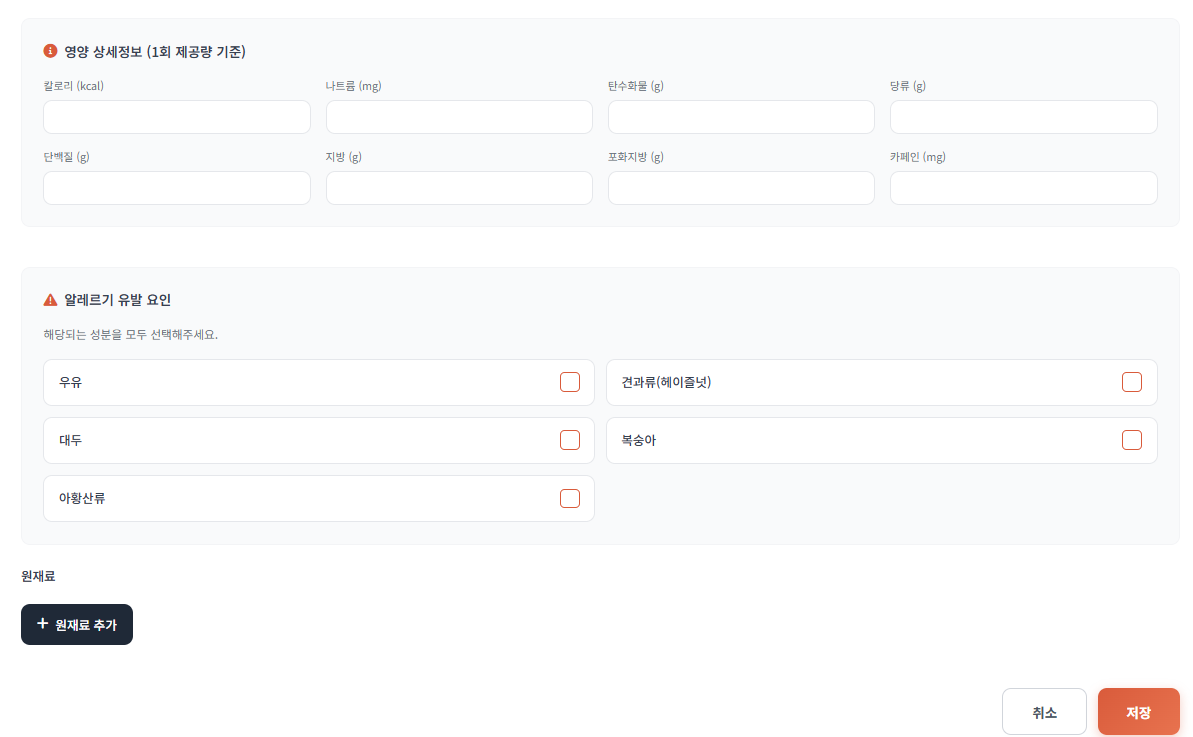 영양 상세정보 (1회 제공량 기준)
칼로리 (kcal)
나트륨 (mg)
탄수화물 (g)
당류 (g)
단백질 (g)
지방 (g)
포화지방 (g)
카페인 (mg)
알레르기 유발 요인
해당되는 성분을 모두 선택해주세요.
우유
견과류(헤이즐넛)
대두
복숭아
아황산류
원재료
+ 원재료 추가
취소
저장